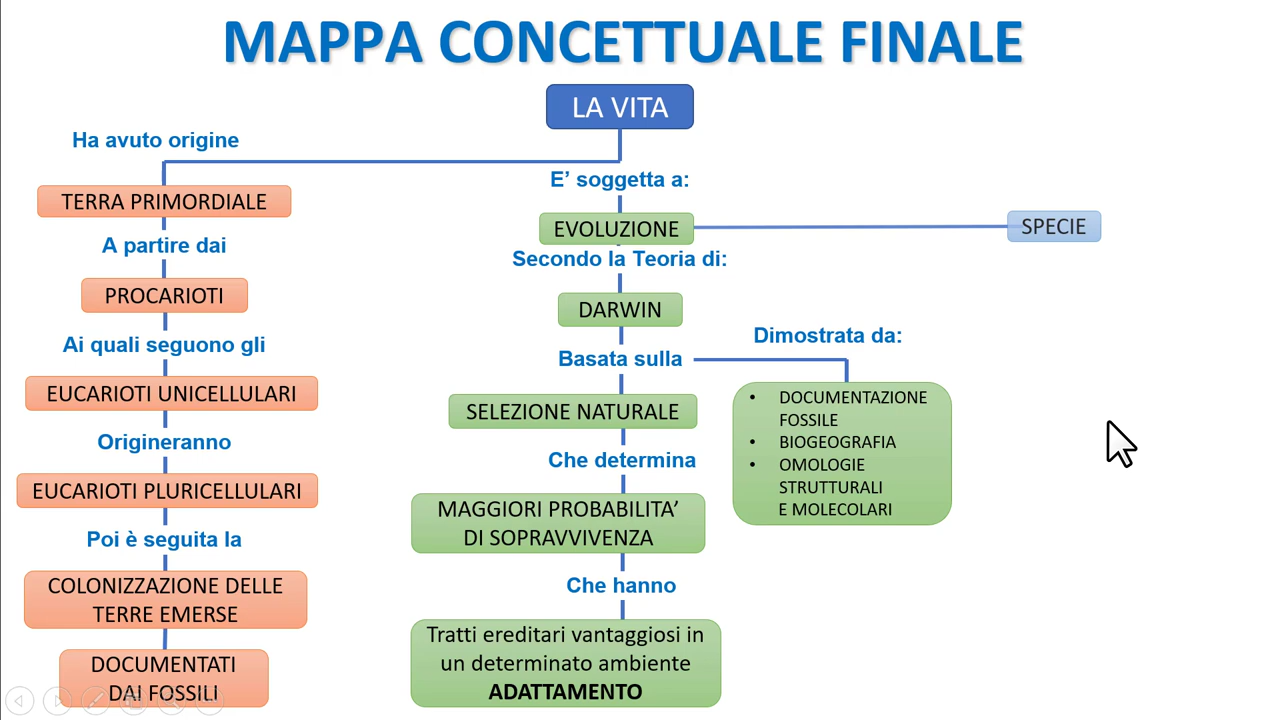 MAPPA CONCETTUALE FINALE
LA VITA
Ha avuto origine
TERRA PRIMORDIALE
A partire dai
PROCARIOTI
Ai quali seguono gli
EUCARIOTI UNICELLULARI
Origineranno
EUCARIOTI PLURICELLULARI
Poi è seguita la
COLONIZZAZIONE DELLE
TERRE EMERSE
DOCUMENTATI
DAI FOSSILI
E’ soggetta a:
EVOLUZIONE
SPECIE
Secondo la Teoria di:
DARWIN
Basata sulla
Dimostrata da:
• DOCUMENTAZIONE
FOSSILE
• BIOGEOGRAFIA
• OMOLOGIE
STRUTTURALI
E MOLECOLARI
SELEZIONE NATURALE
Che determina
MAGGIORI PROBABILITA’
DI SOPRAVVIVENZA
Che hanno
Tratti ereditari vantaggiosi in
un determinato ambiente
ADATTAMENTO